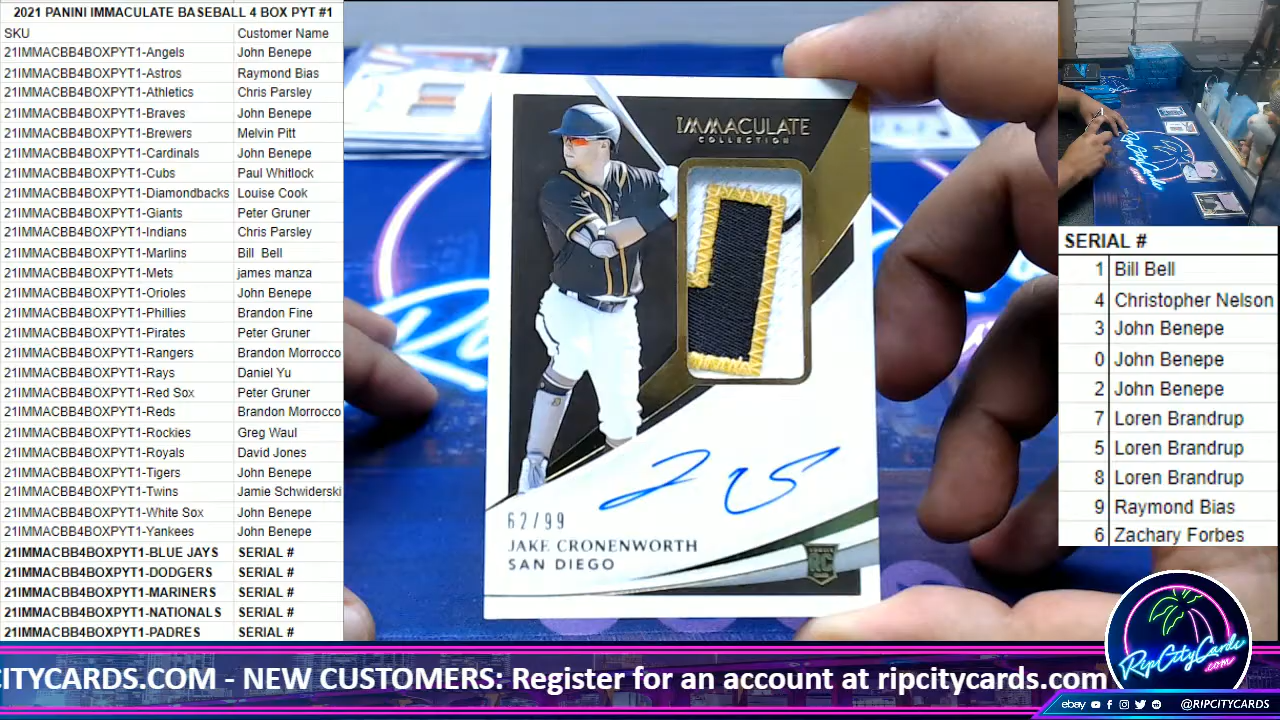 2021 PANINI IMMACULATE BASEBALL 4 BOX PYT #1
SKU Customer Name
21IMMACBB4BOXPYT1-Angels John Benepe
21IMMACBB4BOXPYT1-Astros Raymond Bias
21IMMACBB4BOXPYT1-Athletics Chris Parsley
21IMMACBB4BOXPYT1-Braves John Benepe
21IMMACBB4BOXPYT1-Brewers Melvin Pitt
21IMMACBB4BOXPYT1-Cardinals John Benepe
21IMMACBB4BOXPYT1-Cubs Paul Whitlock
21IMMACBB4BOXPYT1-Diamondbacks Louise Cook
21IMMACBB4BOXPYT1-Giants Peter Gruner
21IMMACBB4BOXPYT1-Indians Chris Parsley
21IMMACBB4BOXPYT1-Marlins Bill Bell
21IMMACBB4BOXPYT1-Mets james manza
21IMMACBB4BOXPYT1-Orioles John Benepe
21IMMACBB4BOXPYT1-Phillies Brandon Fine
21IMMACBB4BOXPYT1-Pirates Peter Gruner
21IMMACBB4BOXPYT1-Rangers Brandon Morrocco
21IMMACBB4BOXPYT1-Rays Daniel Yu
21IMMACBB4BOXPYT1-Red Sox Peter Gruner
21IMMACBB4BOXPYT1-Reds Brandon Morrocco
21IMMACBB4BOXPYT1-Rockies Greg Waul
21IMMACBB4BOXPYT1-Royals David Jones
21IMMACBB4BOXPYT1-Tigers John Benepe
21IMMACBB4BOXPYT1-Twins Jamie Schwiderski
21IMMACBB4BOXPYT1-White Sox John Benepe
21IMMACBB4BOXPYT1-Yankees John Benepe
21IMMACBB4BOXPYT1-BLUE JAYS SERIAL #
21IMMACBB4BOXPYT1-DODGERS SERIAL #
21IMMACBB4BOXPYT1-MARINERS SERIAL #
21IMMACBB4BOXPYT1-NATIONALS SERIAL #
21IMMACBB4BOXPYT1-PADRES SERIAL #
IMMACULATE
COLLECTION
62/99
JAKE CRONENWORTH
SAN DIEGO
RC
SERIAL #
1 Bill Bell
4 Christopher Nelson
3 John Benepe
0 John Benepe
2 John Benepe
7 Loren Brandrup
5 Loren Brandrup
8 Loren Brandrup
9 Raymond Bias
6 Zachary Forbes
CITYCARDS.COM - NEW CUSTOMERS: Register for an account at ripcitycards.com
RipCityCards
.com
ebay @RIPCITYCARDS